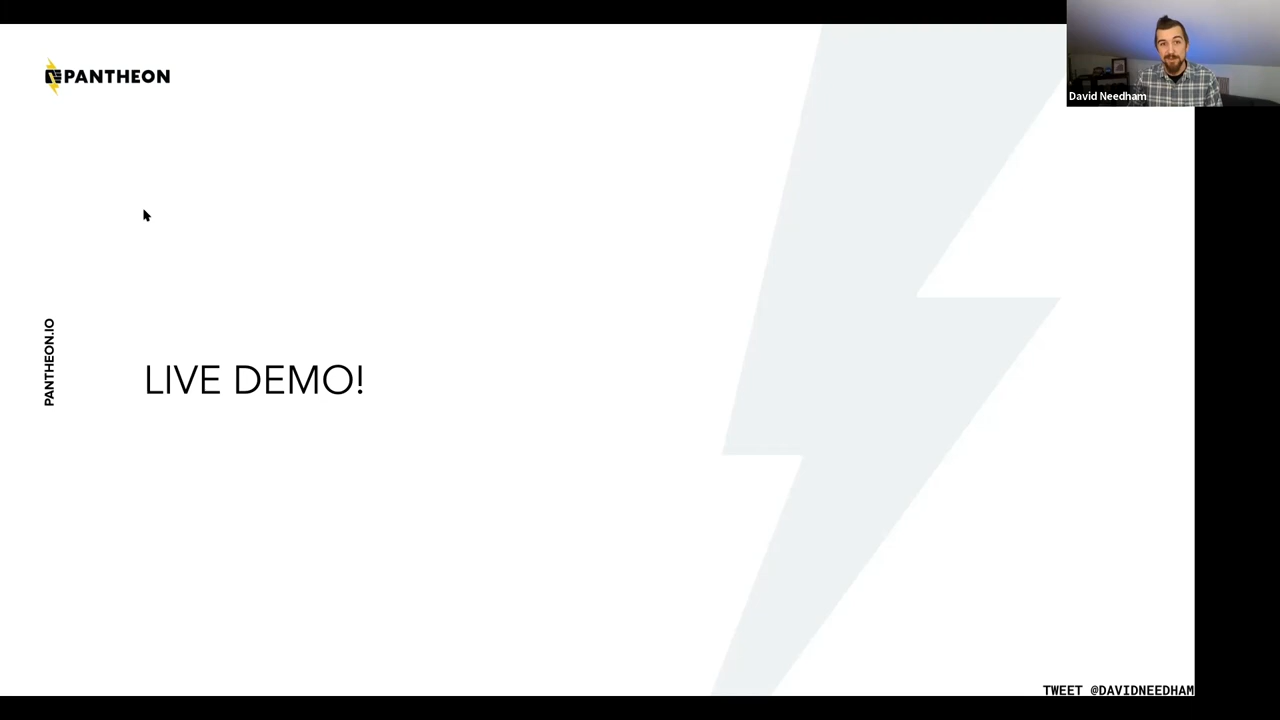 PANTHEON
David Needham
PANTHEON.IO
LIVE DEMO!
TWEET @DAVIDNEEDHAM